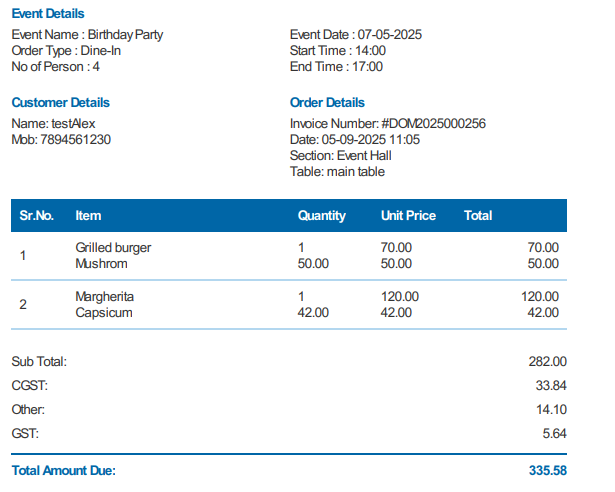 Event Details
Event Name : Birthday Party Event Date : 07-05-2025
Order Type : Dine-In Start Time : 14:00
No of Person : 4 End Time : 17:00
Customer Details Order Details
Name: testAlex Invoice Number: #DOM2025000256
Mob: 7894561230 Date: 05-09-2025 11:05
Section: Event Hall
Table: main table
Sr.No. Item Quantity Unit Price Total
1 Grilled burger 1 70.00 70.00
Mushrom 50.00 50.00 50.00
2 Margherita 1 120.00 120.00
Capsicum 42.00 42.00 42.00
Sub Total: 282.00
CGST: 33.84
Other: 14.10
GST: 5.64
Total Amount Due: 335.58